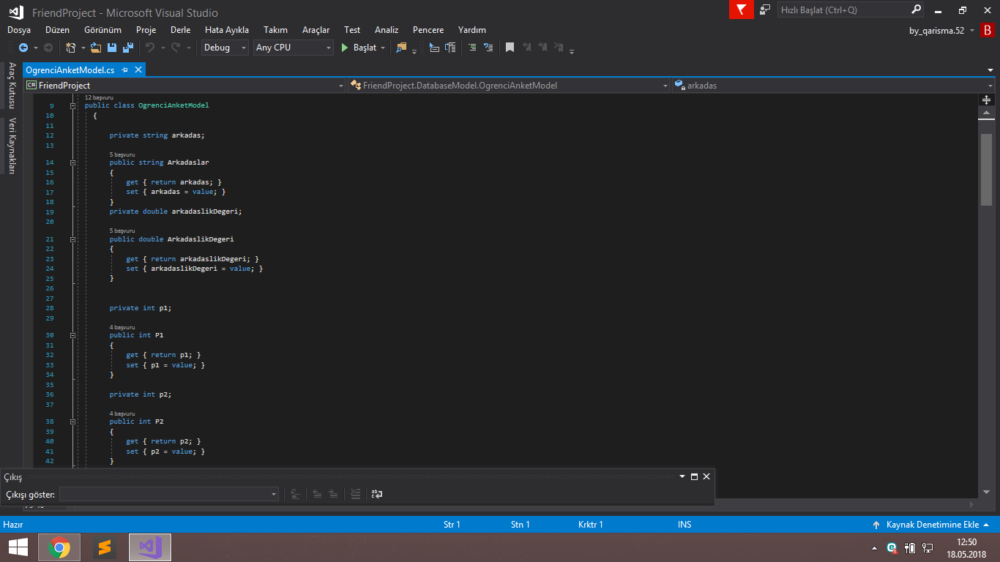 FriendProject - Microsoft Visual Studio
Hızlı Başlat (Ctrl+Q)
Dosya Düzen Görünüm Proje Derle Hata Ayıkla Takım Araçlar Test Analiz Pencere Yardım
by_qarisma.52 B
Debug Any CPU Başlat
Araç Kutusu
Veri Kaynakları
OgrenciAnketModel.cs
C# FriendProject
FriendProject.DatabaseModel.OgrenciAnketModel
arkadas
12 başvuru
9 public class OgrenciAnketModel
10 {
11
12 private string arkadas;
13
5 başvuru
14 public string Arkadaslar
15 {
16 get { return arkadas; }
17 set { arkadas = value; }
18 }
19 private double arkadaslikDegeri;
20
5 başvuru
21 public double ArkadaslikDegeri
22 {
23 get { return arkadaslikDegeri; }
24 set { arkadaslikDegeri = value; }
25 }
26
27
28 private int p1;
29
4 başvuru
30 public int P1
31 {
32 get { return p1; }
33 set { p1 = value; }
34 }
35
36 private int p2;
37
4 başvuru
38 public int P2
39 {
40 get { return p2; }
41 set { p2 = value; }
42 }
Çıkış
Çıkışı göster:
Hazır Str 1 Stn 1 Krktr 1 INS Kaynak Denetimine Ekle
12:50
18.05.2018